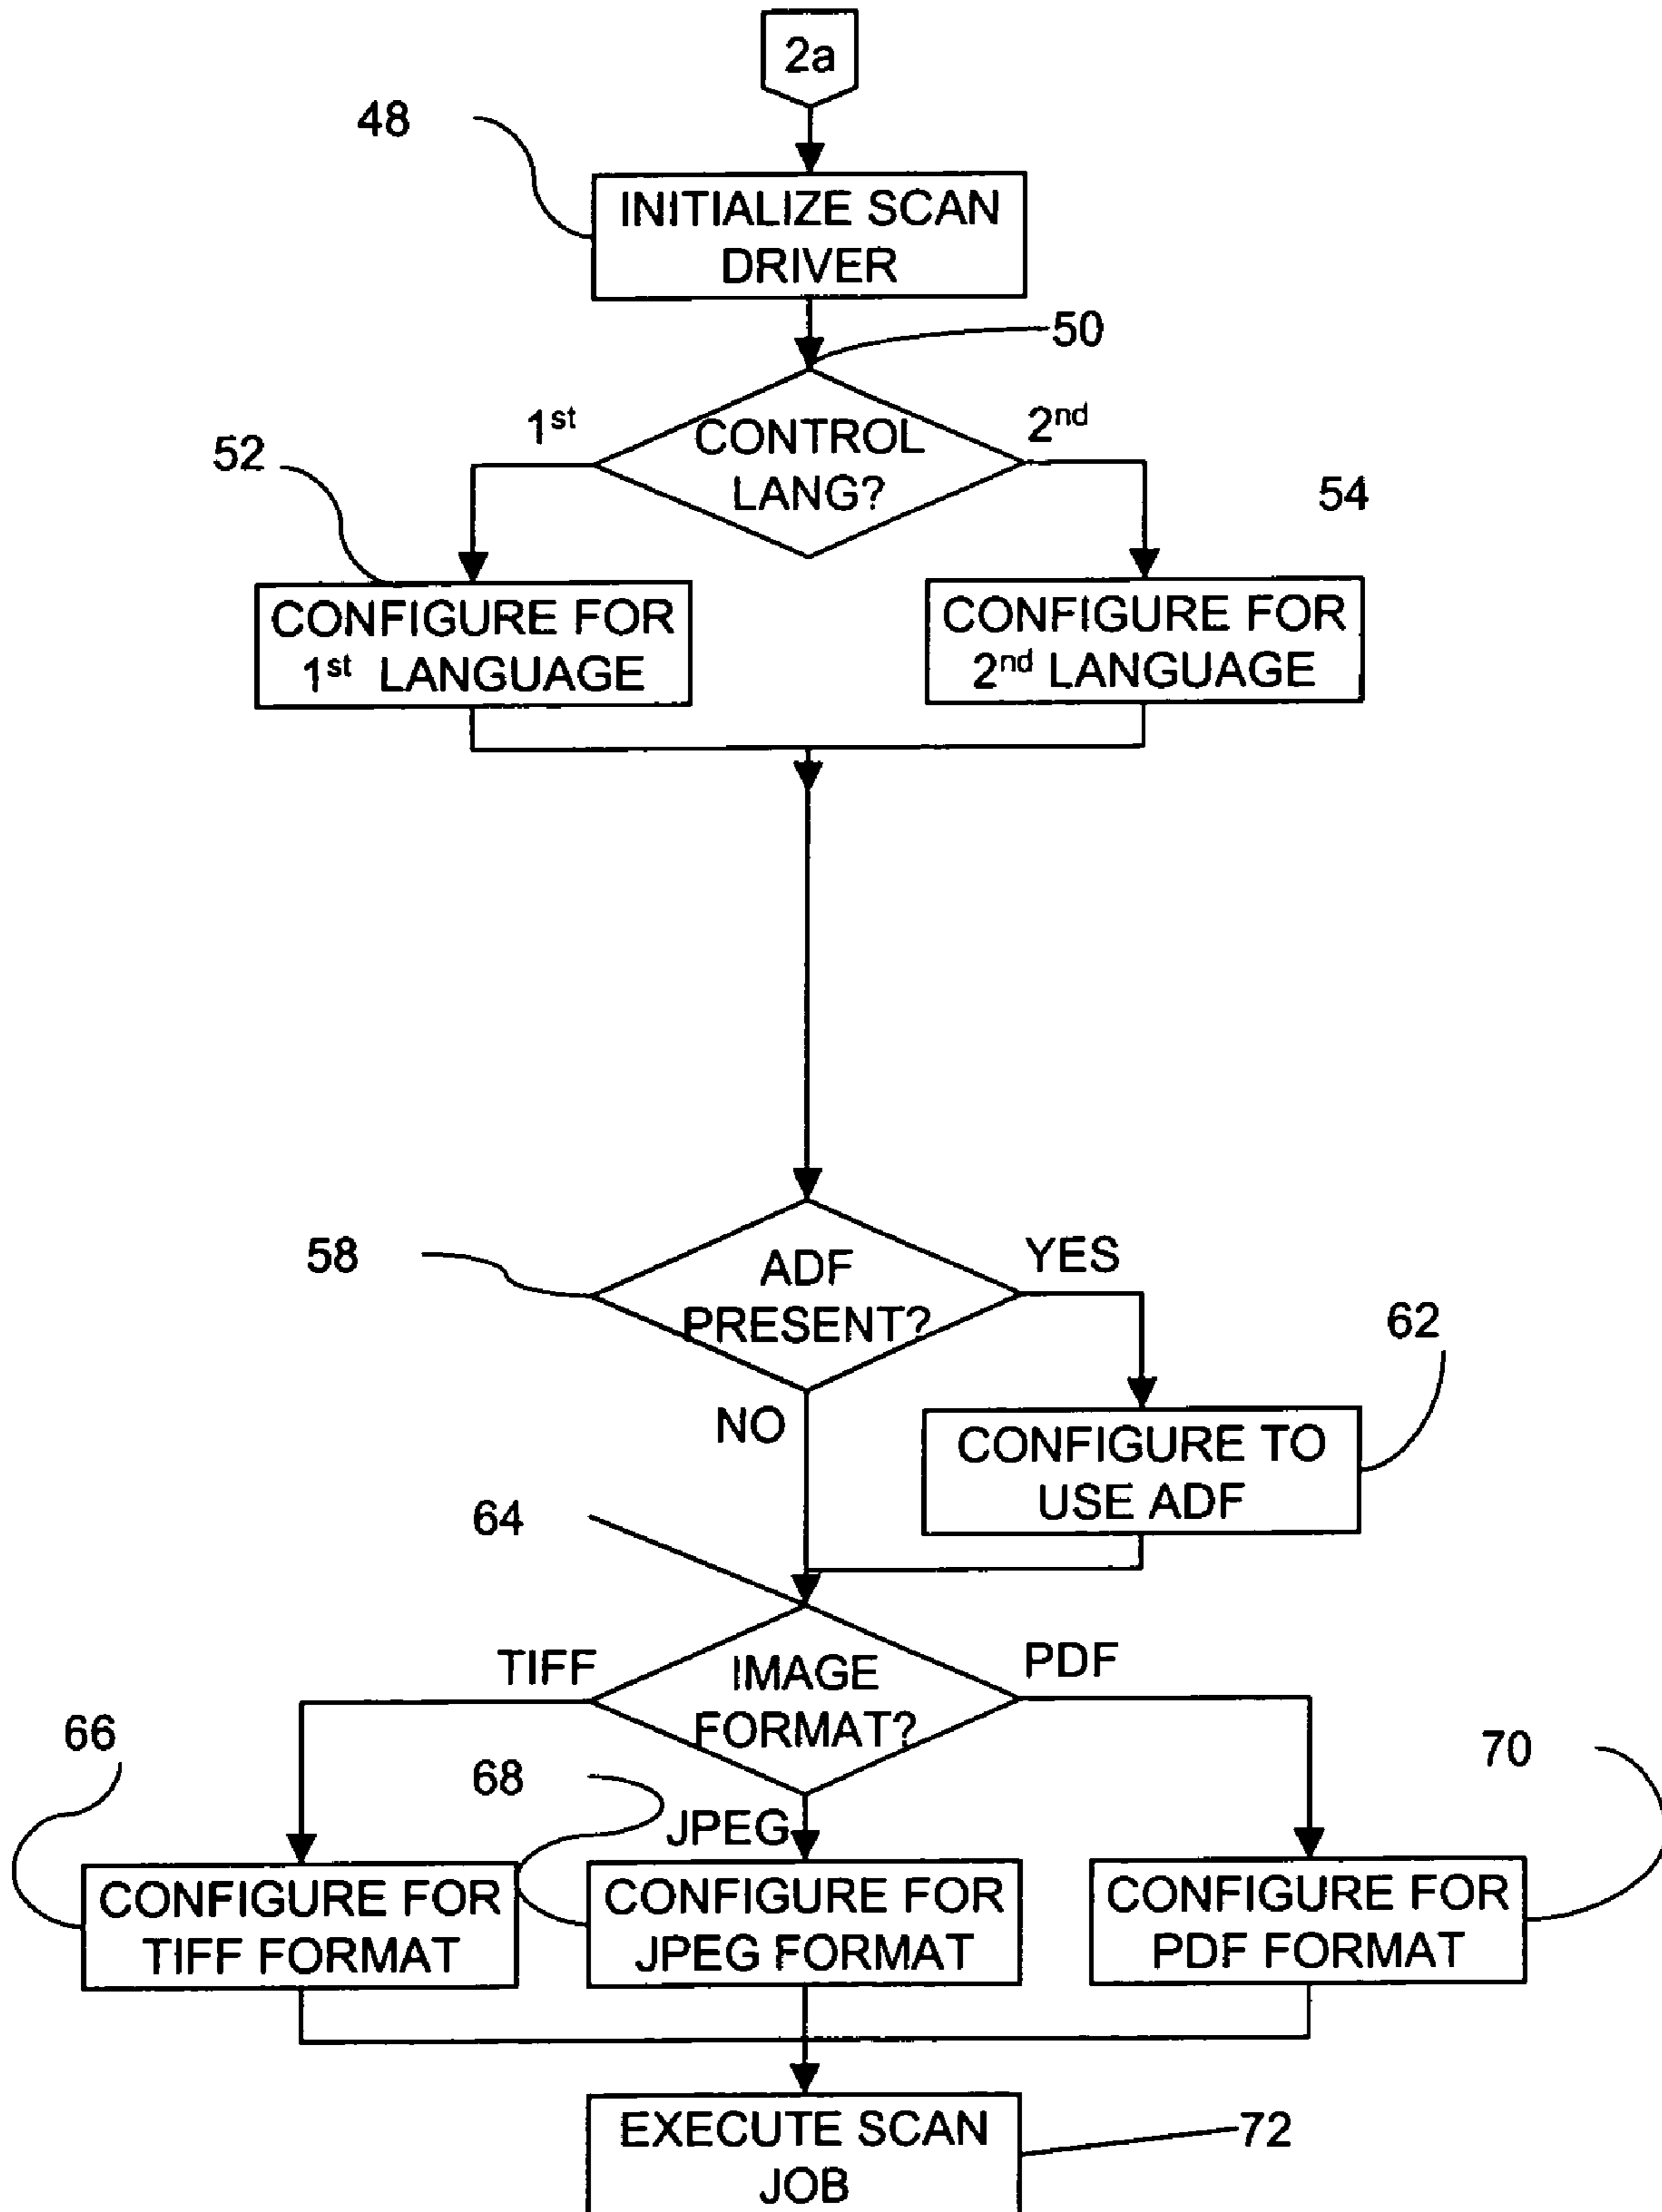 2a
48
INITIALIZE SCAN
DRIVER
50
1st
CONTROL
LANG?
2nd
52
54
CONFIGURE FOR
1st LANGUAGE
CONFIGURE FOR
2nd LANGUAGE
58
ADF
PRESENT?
YES
62
NO
CONFIGURE TO
USE ADF
64
TIFF
IMAGE
FORMAT?
PDF
66
68
70
JPEG
CONFIGURE FOR
TIFF FORMAT
CONFIGURE FOR
JPEG FORMAT
CONFIGURE FOR
PDF FORMAT
EXECUTE SCAN
JOB
72